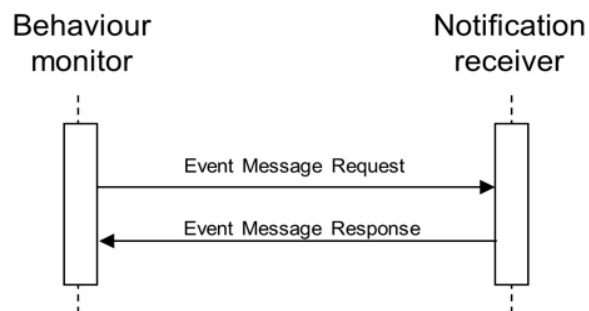 Behaviour
monitor
Notification
receiver
Event Message Request
Event Message Response